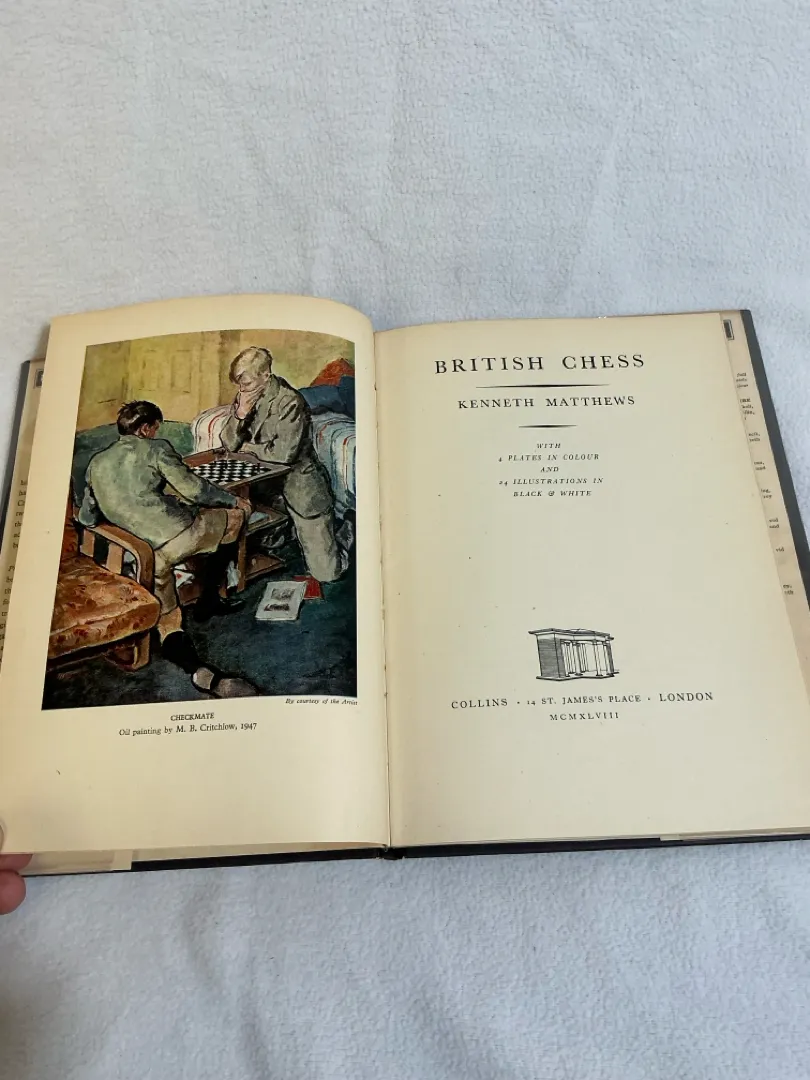 By courtesy of the Artist
CHECKMATE
Oil painting by M. B. Critchlow, 1947
BRITISH CHESS
KENNETH MATTHEWS
WITH
4 PLATES IN COLOUR
AND
24 ILLUSTRATIONS IN
BLACK & WHITE
COLLINS · 14 ST. JAMES'S PLACE · LONDON
MCMXLVIII